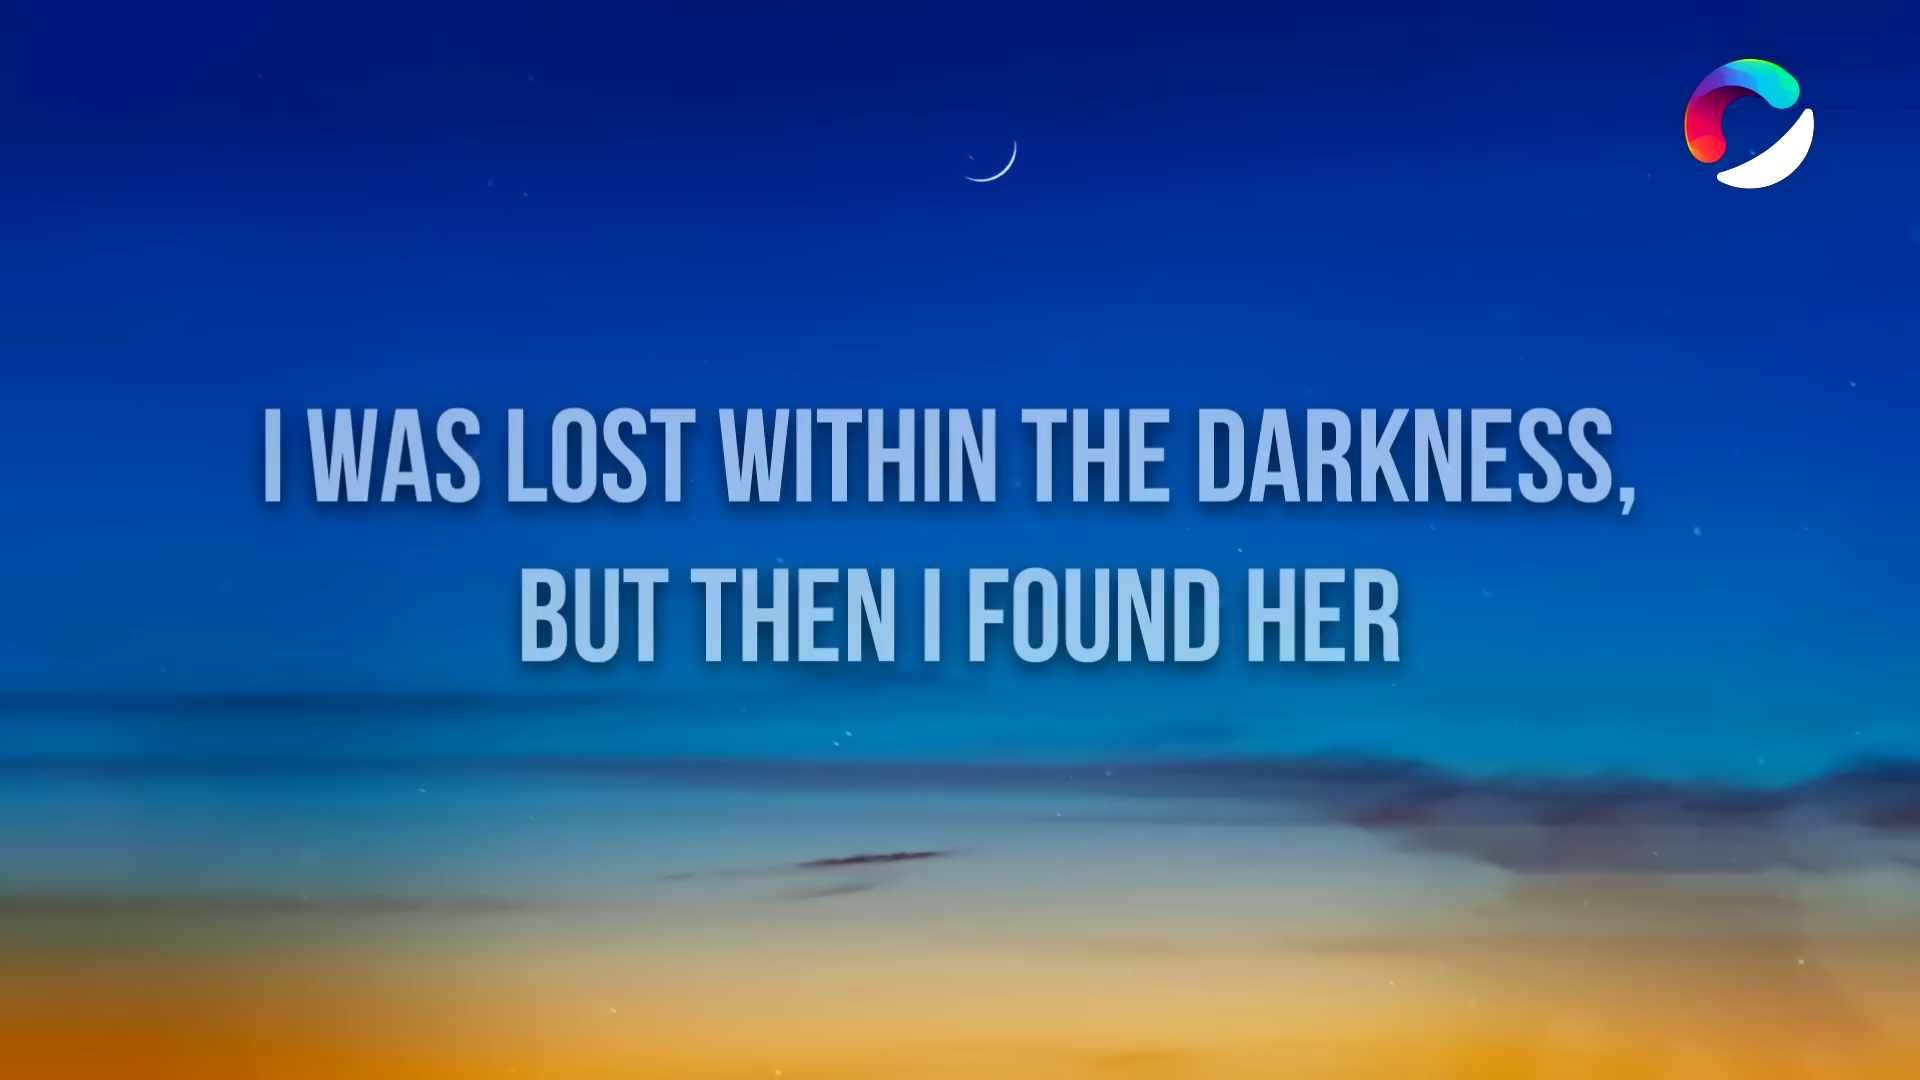 I WAS LOST WITHIN THE DARKNESS,
BUT THEN I FOUND HER